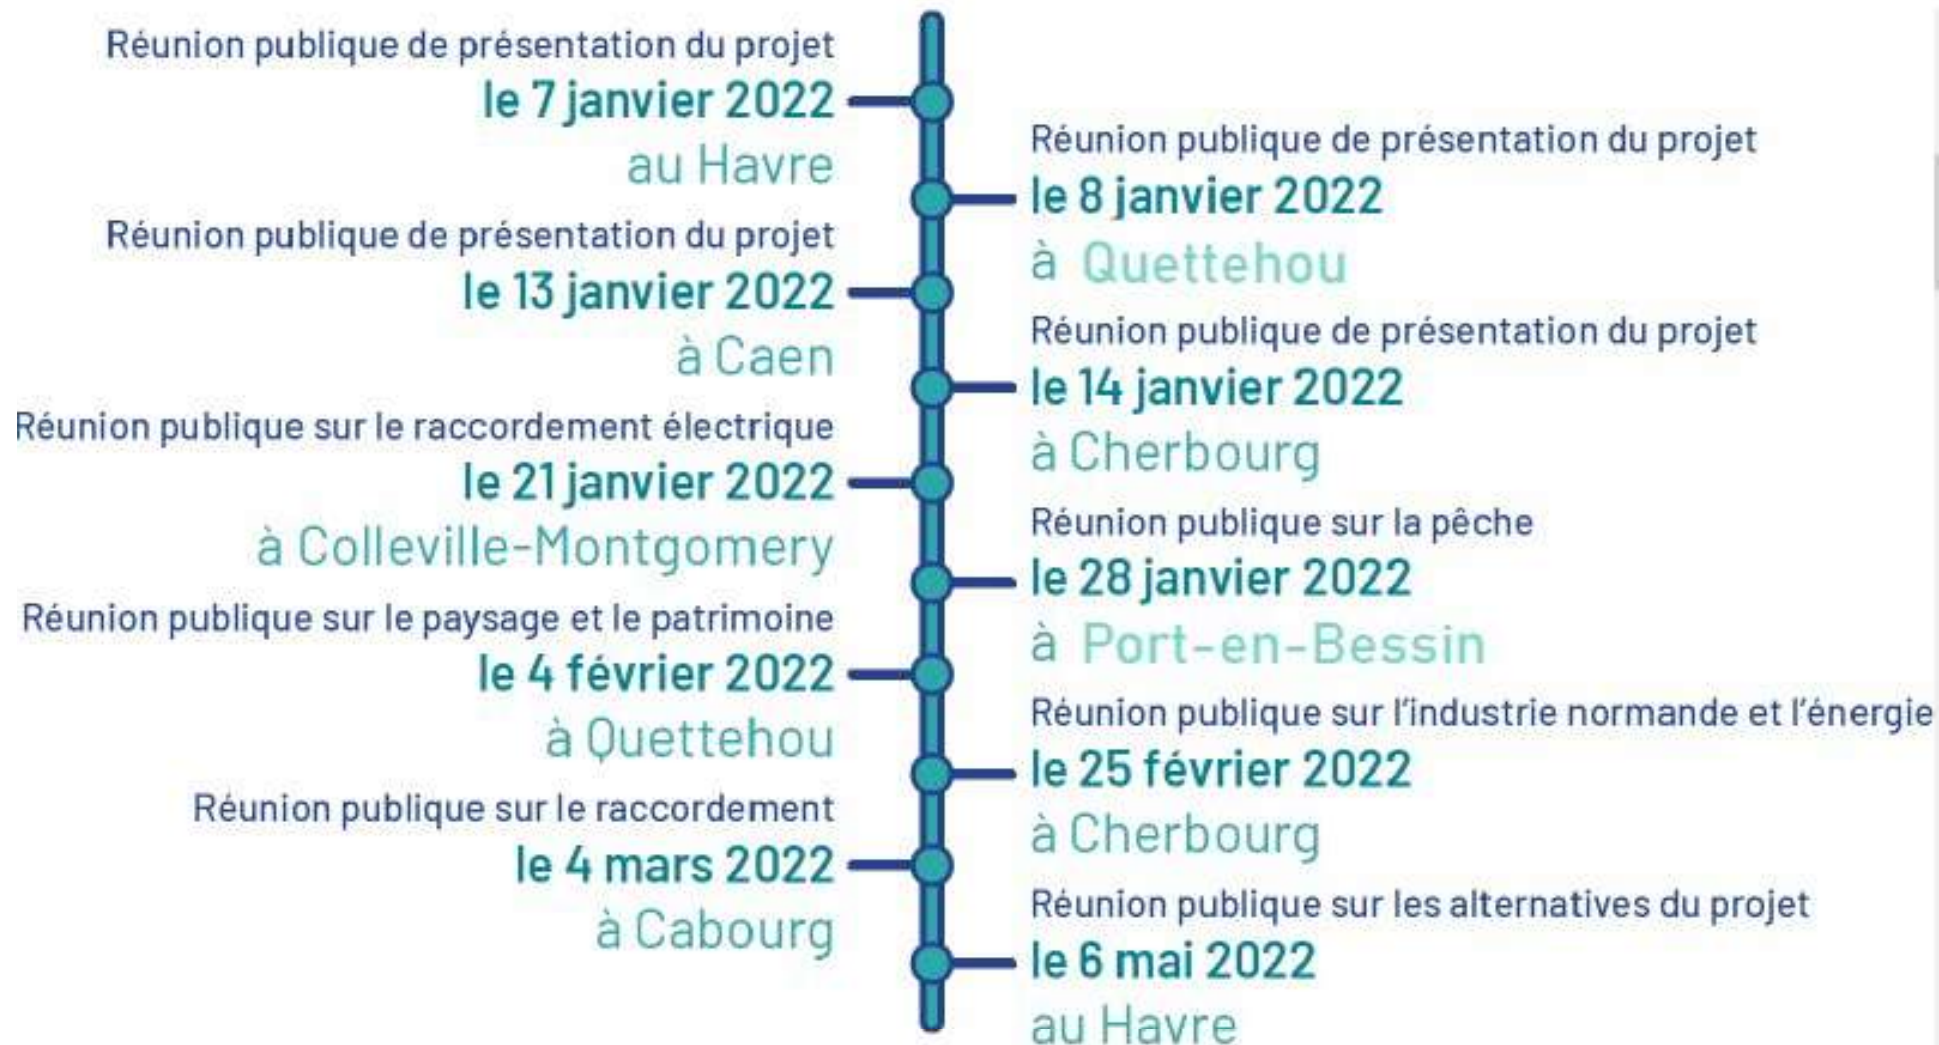 Réunion publique de présentation du projet
le 7 janvier 2022
au Havre
Réunion publique de présentation du projet
le 8 janvier 2022
à Quettehou
Réunion publique de présentation du projet
le 13 janvier 2022
à Caen
Réunion publique de présentation du projet
le 14 janvier 2022
à Cherbourg
Réunion publique sur le raccordement électrique
le 21 janvier 2022
à Colleville-Montgomery
Réunion publique sur la pêche
le 28 janvier 2022
à Port-en-Bessin
Réunion publique sur le paysage et le patrimoine
le 4 février 2022
à Quettehou
Réunion publique sur l'industrie normande et l'énergie
le 25 février 2022
à Cherbourg
Réunion publique sur le raccordement
le 4 mars 2022
à Cabourg
Réunion publique sur les alternatives du projet
le 6 mai 2022
au Havre